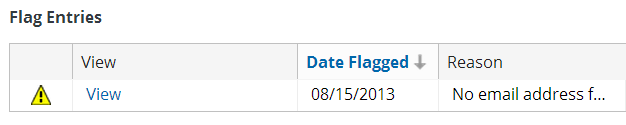 Flag Entries
View Date Flagged Reason
View 08/15/2013 No email address f...